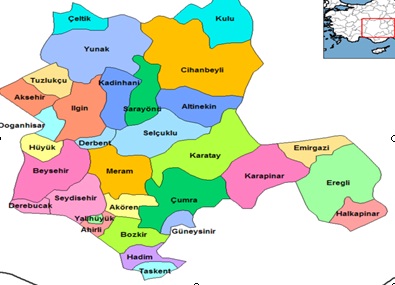 Çeltik
Kulu
Yunak
Cihanbeyli
Tuzlukçu
Kadinhani
Aksehir
Ilgin
Sarayönü
Altinekin
Doganhisar
Selçuklu
Derbent
Hüyük
Karatay
Emirgazi
Beysehir
Meram
Karapinar
Eregli
Seydisehir
Çumra
Derebucak
Akören
Halkapinar
Yalihüyük
Ahirli
Bozkir
Güneysinir
Hadim
Taskent